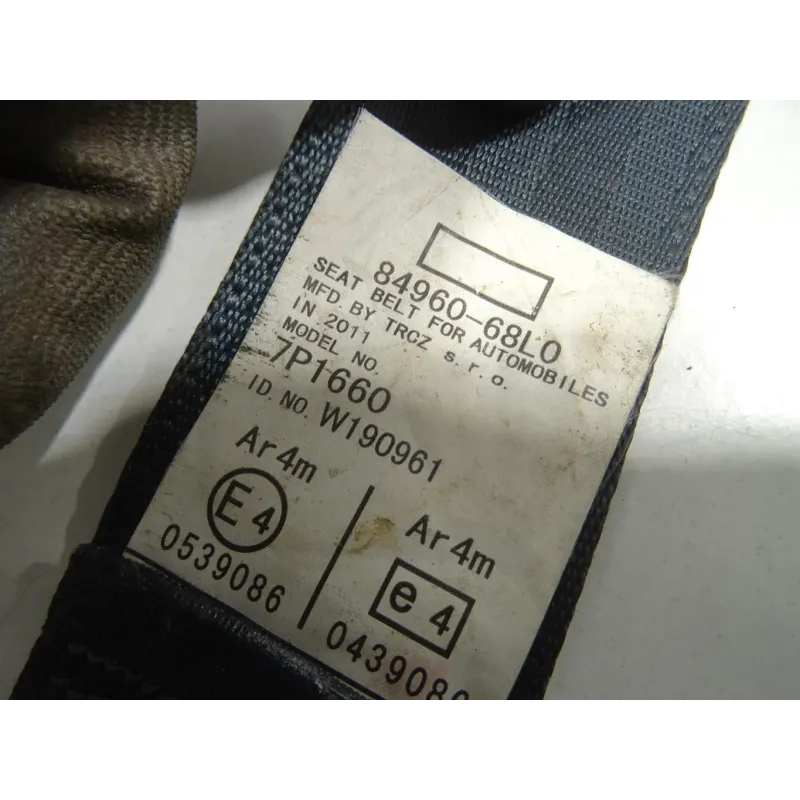 84960-68L0
SEAT BELT FOR AUTOMOBILES
MFD. BY TRCZ s.r.o.
IN 2011
MODEL NO.
7P1660
ID. NO. W190961
Ar4m
E4
0539086
Ar4m
e4
043908